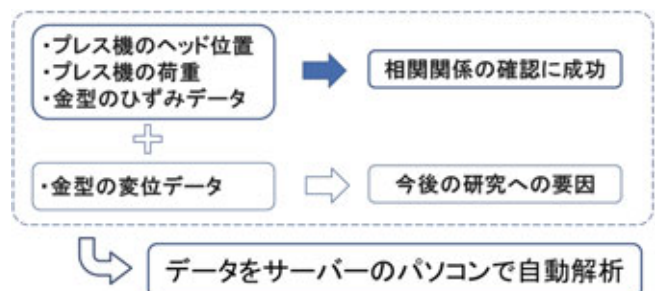 ・プレス機のヘッド位置
・プレス機の荷重
・金型のひずみデータ
相関関係の確認に成功
・金型の変位データ
今後の研究への要因
データをサーバーのパソコンで自動解析